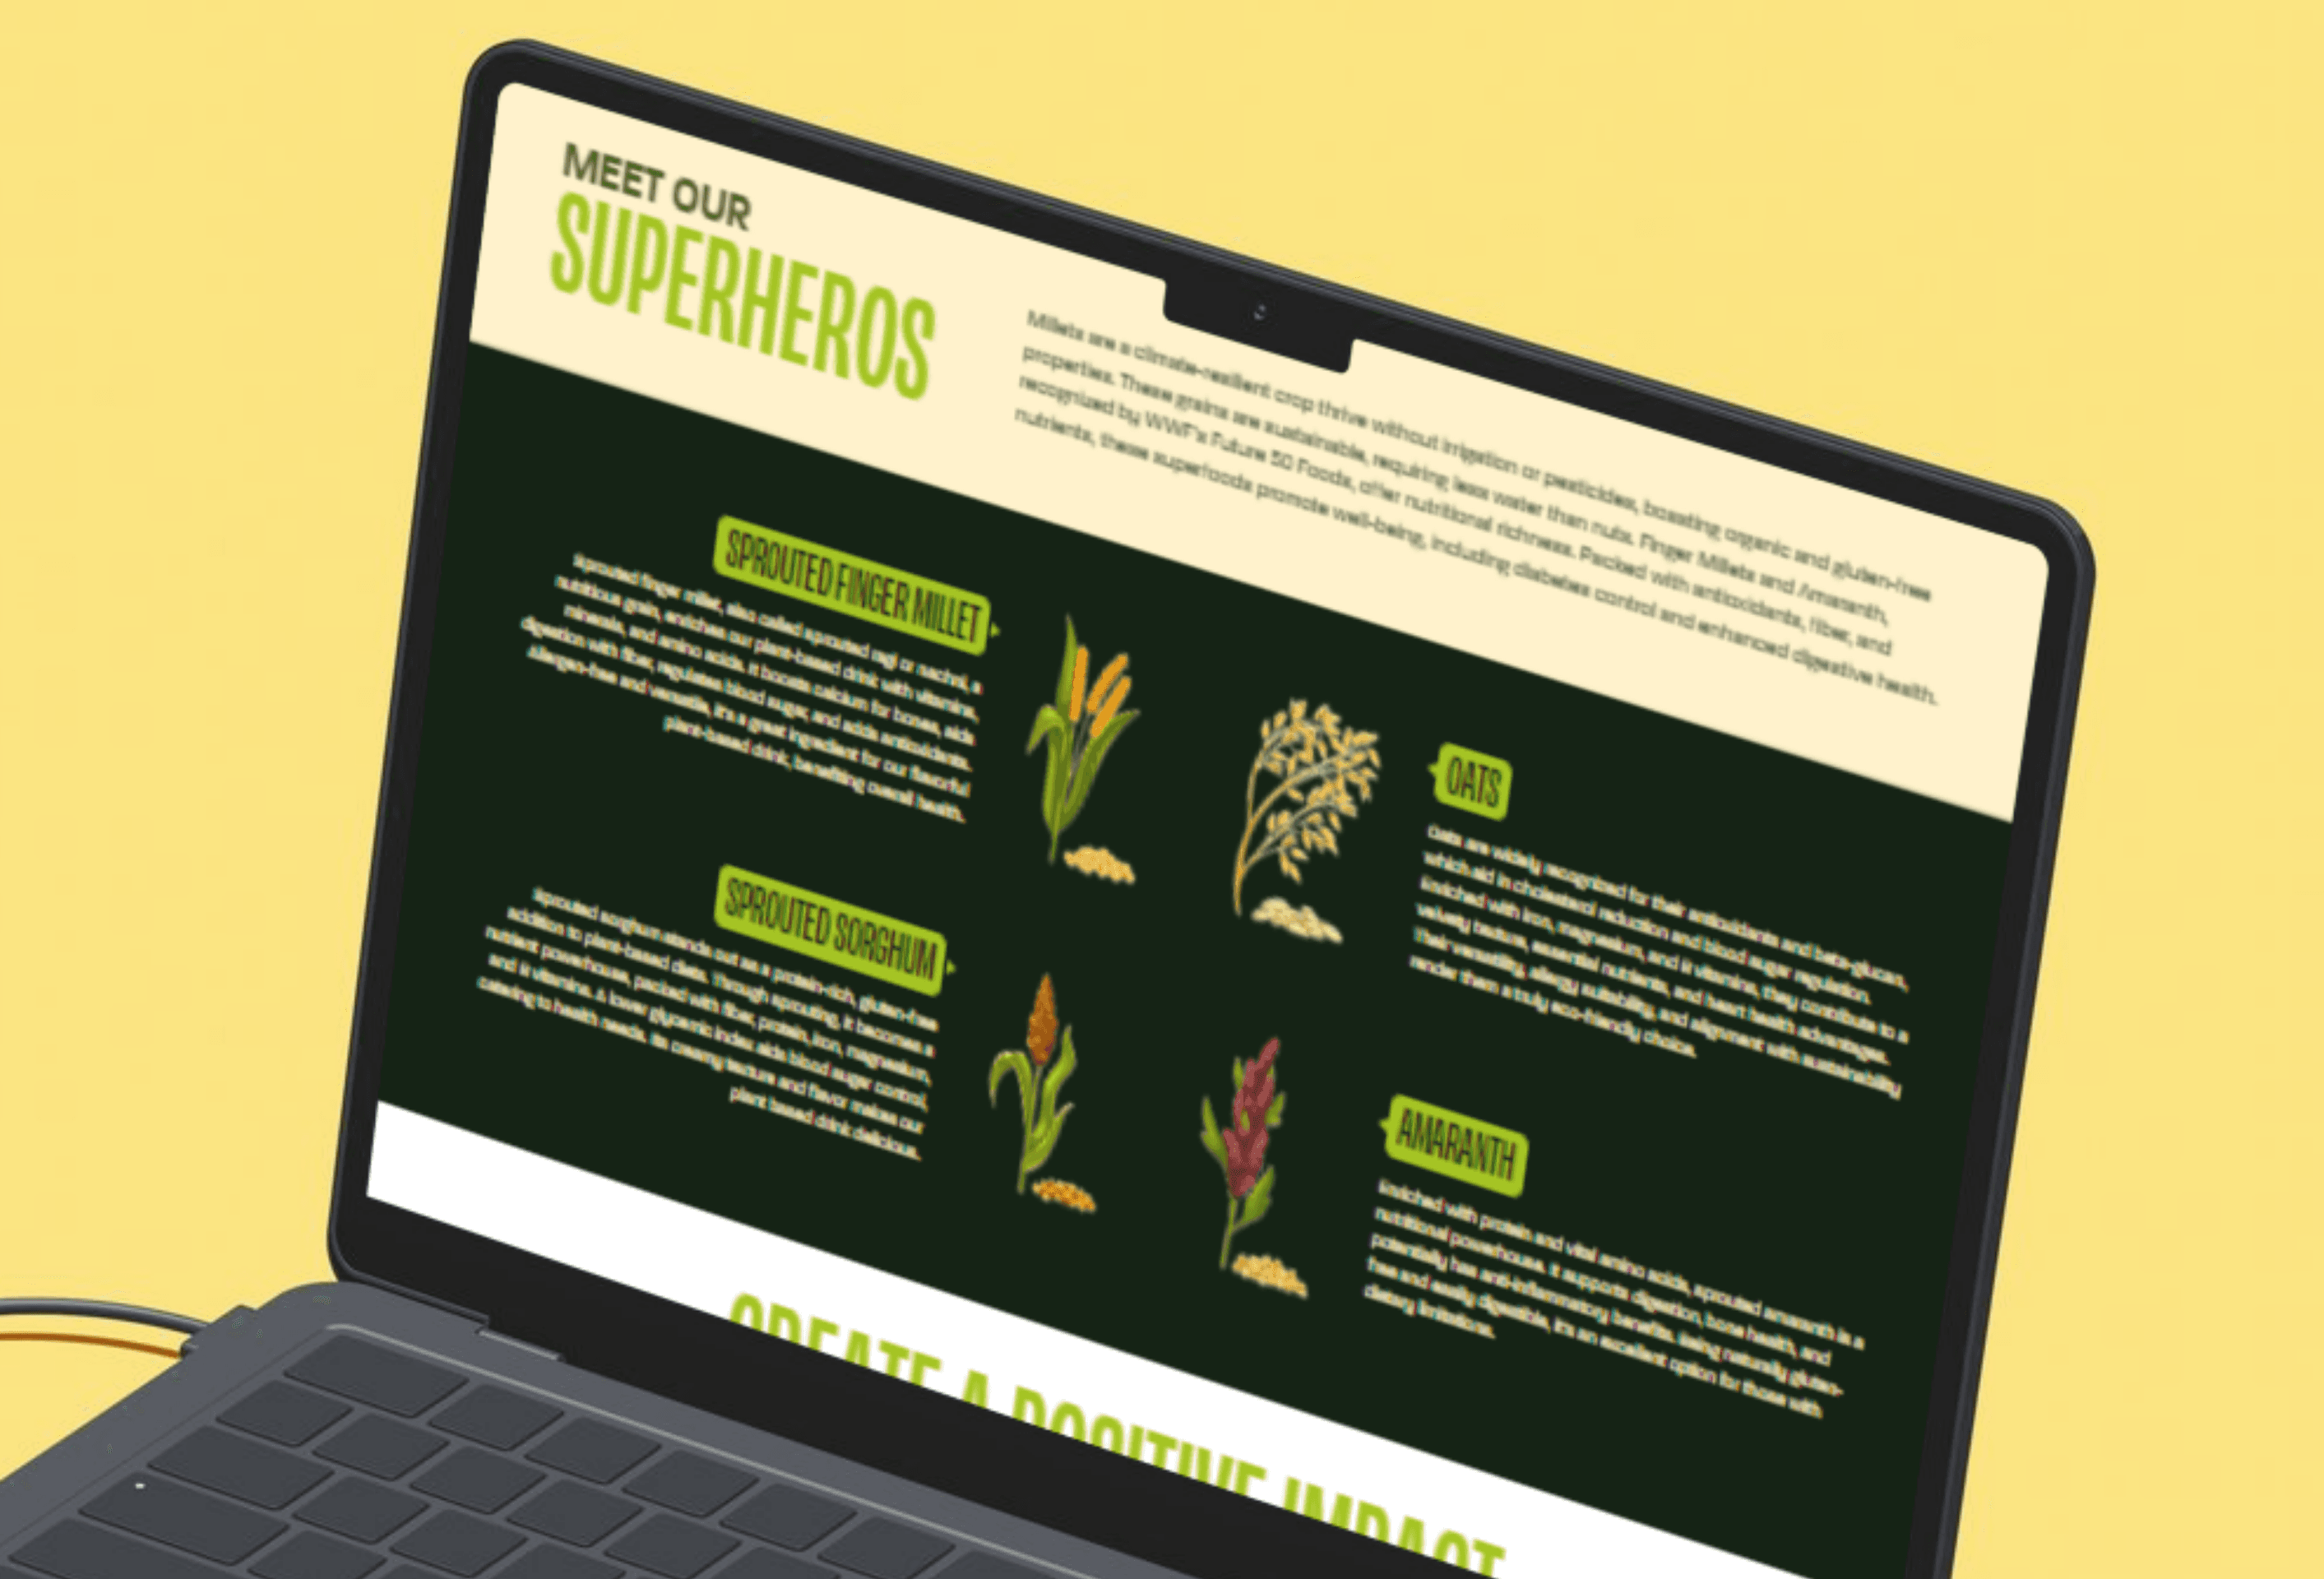 MEET OUR
SUPERHEROS
Millets are a climate-resilient crop thrive without irrigation or pesticides, boasting organic and gluten-free
properties. These grains are sustainable, requiring less water than nuts. Finger Millets and Amaranth,
recognized by WWF's Future 50 Foods, offer nutritional richness. Packed with antioxidants, fiber, and
nutrients, these superfoods promote well-being, including diabetes control and enhanced digestive health.
SPROUTED FINGER MILLET
Sprouted finger millet, also called sprouted ragi or nachni, a
nutritious grain, enriches our plant-based drink with vitamins,
minerals, and amino acids. It boosts calcium for bones, aids
digestion with fiber, regulates blood sugar, and adds antioxidants.
Allergen-free and versatile, it's a great ingredient for our flavorful
plant-based drink, benefiting overall health.
SPROUTED SORGHUM
Sprouted sorghum stands out as a protein-rich, gluten-free
addition to plant-based diets. Through sprouting, it becomes a
nutrient powerhouse, packed with fiber, protein, iron, magnesium,
and B vitamins. A lower glycemic index aids blood sugar control,
catering to health needs. Its creamy texture and flavor makes our
plant based drink delicious.
OATS
Oats are widely recognized for their antioxidants and beta-glucan,
which aid in cholesterol reduction and blood sugar regulation.
Enriched with iron, magnesium, and B vitamins, they contribute to a
velvety texture, essential nutrients, and heart health advantages.
Their versatility, allergy suitability, and alignment with sustainability
render them a truly eco-friendly choice.
AMARANTH
Enriched with protein and vital amino acids, sprouted amaranth is a
nutritional powerhouse. It supports digestion, bone health, and
potentially has anti-inflammatory benefits. Being naturally gluten-
free and easily digestible, it's an excellent option for those with
dietary limitations.
CREATE A POSITIVE IMPACT